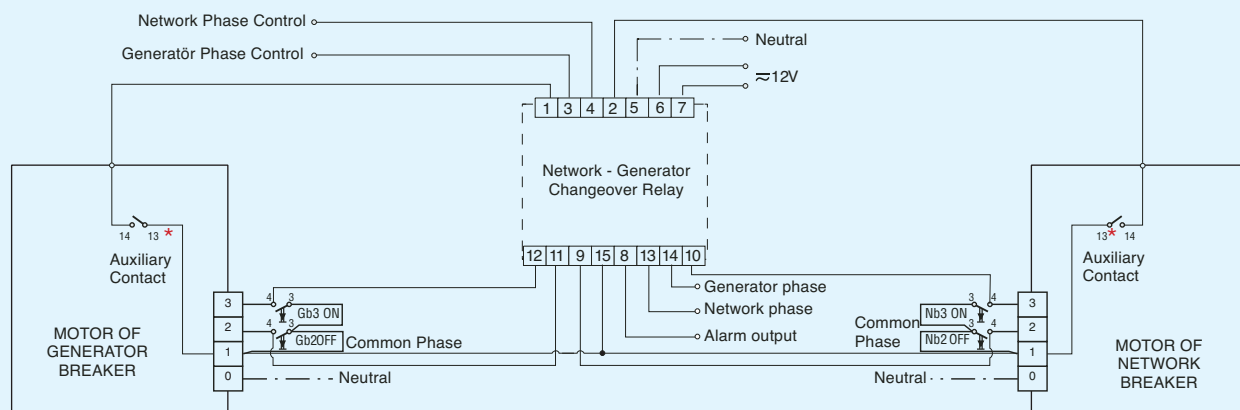 Network Phase Control
Generatör Phase Control
Neutral
≂12V
1 3 4 2 5 6 7
Network - Generator
Changeover Relay
12 11 9 15 8 13 14 10
14 13 *
Auxiliary
Contact
13 * 14
Auxiliary
Contact
Generator phase
Network phase
Alarm output
MOTOR OF
GENERATOR
BREAKER
3
2
1
0
4 3
Gb3 ON
4 3
Gb2OFF
Common Phase
Neutral
Common
Phase
3 4
Nb3 ON
3 4
Nb2 OFF
Neutral
3
2
1
0
MOTOR OF
NETWORK
BREAKER